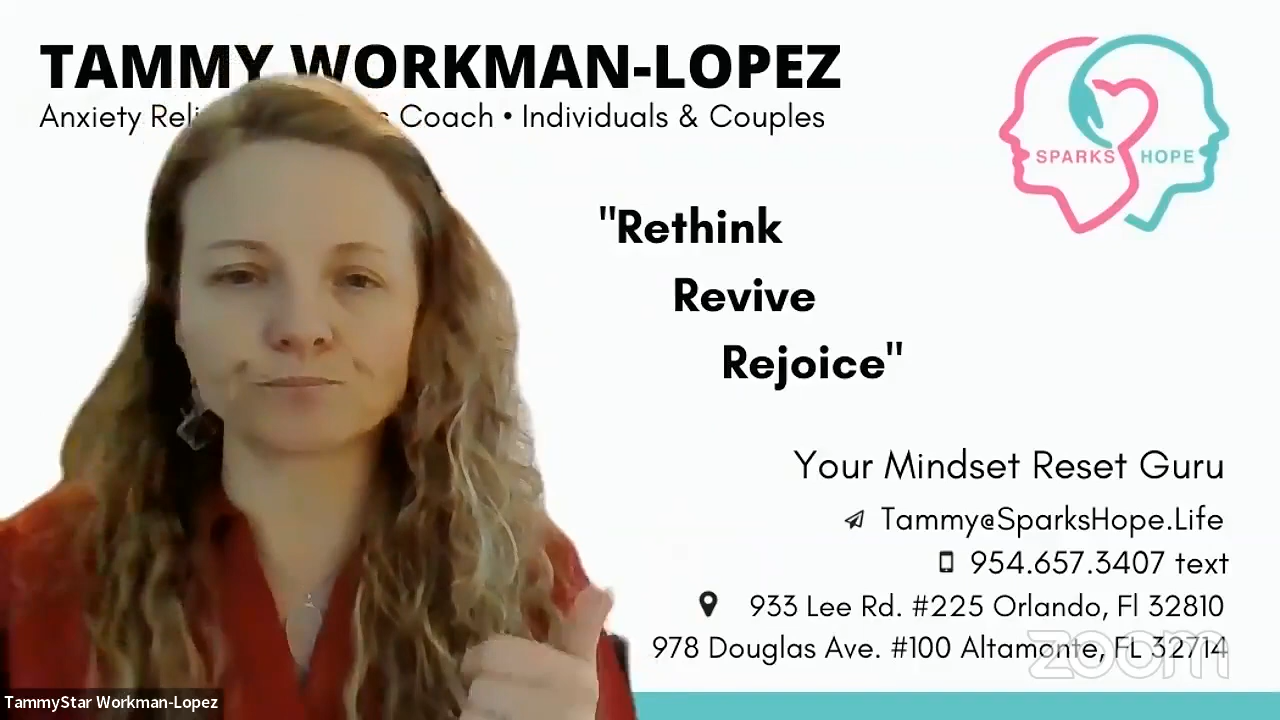 TAMMY WORKMAN-LOPEZ
Anxiety Coach • Individuals & Couples
SPARKS HOPE
"Rethink
Revive
Rejoice"
Your Mindset Reset Guru
Tammy@SparksHope.Life
954.657.3407 text
933 Lee Rd. #225 Orlando, Fl 32810
978 Douglas Ave. #100 Altamonte, FL 32714
zoom
TammyStar Workman-Lopez